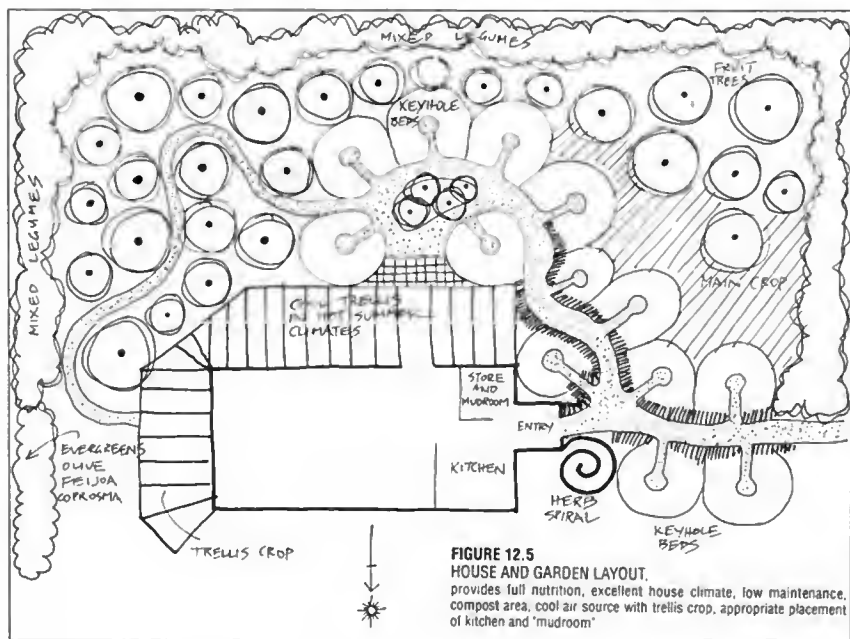 MIXED LEGUMES
FRUIT
TREES
KEYHOLE
BEDS
MIXED LEGUMES
MAIN CROP
COOL TRELLIS
IN HOT SUMMER
CLIMATES
STORE
AND
MUDROOM
ENTRY
KITCHEN
EVERGREENS
OLIVE
FEIJOA
COPROSMA
HERB
SPIRAL
KEYHOLE
BEDS
TRELLIS CROP
FIGURE 12.5
HOUSE AND GARDEN LAYOUT.
provides full nutrition, excellent house climate, low maintenance,
compost area, cool air source with trellis crop, appropriate placement
of kitchen and "mudroom"